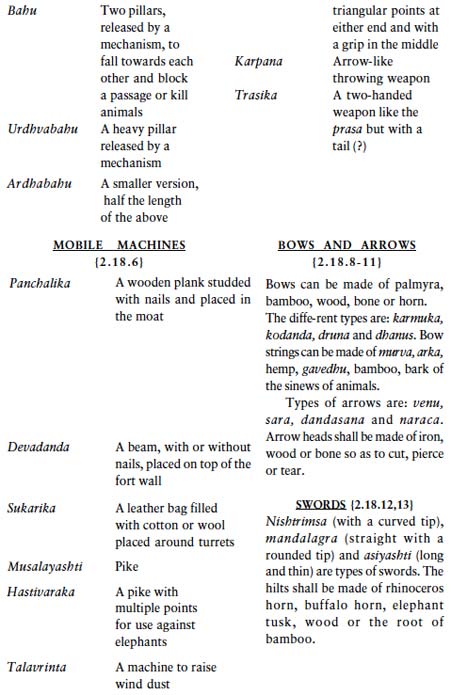 Bahu Two pillars,
released by a
mechanism, to
fall towards each
other and block
a passage or kill
animals
Urdhvabahu A heavy pillar
released by a
mechanism
Ardhabahu A smaller version,
half the length
of the above
triangular points at
either end and with
a grip in the middle
Karpana Arrow-like
throwing weapon
Trasika A two-handed
weapon like the
prasa but with a
tail (?)
MOBILE MACHINES
{2.18.6}
Panchalika A wooden plank studded
with nails and placed in
the moat
Devadanda A beam, with or without
nails, placed on top of the
fort wall
Sukarika A leather bag filled
with cotton or wool
placed around turrets
Musalayashti Pike
Hastivaraka A pike with
multiple points
for use against
elephants
Talavrinta A machine to raise
wind dust
BOWS AND ARROWS
{2.18.8-11}
Bows can be made of palmyra,
bamboo, wood, bone or horn.
The diffe-rent types are: karmuka,
kodanda, druna and dhanus. Bow
strings can be made of murva, arka,
hemp, gavedhu, bamboo, bark of
the sinews of animals.
Types of arrows are: venu,
sara, dandasana and naraca.
Arrow heads shall be made of iron,
wood or bone so as to cut, pierce
or tear.
SWORDS {2.18.12,13}
Nishtrimsa (with a curved tip),
mandalagra (straight with a
rounded tip) and asiyashti (long
and thin) are types of swords. The
hilts shall be made of rhinoceros
horn, buffalo horn, elephant
tusk, wood or the root of
bamboo.